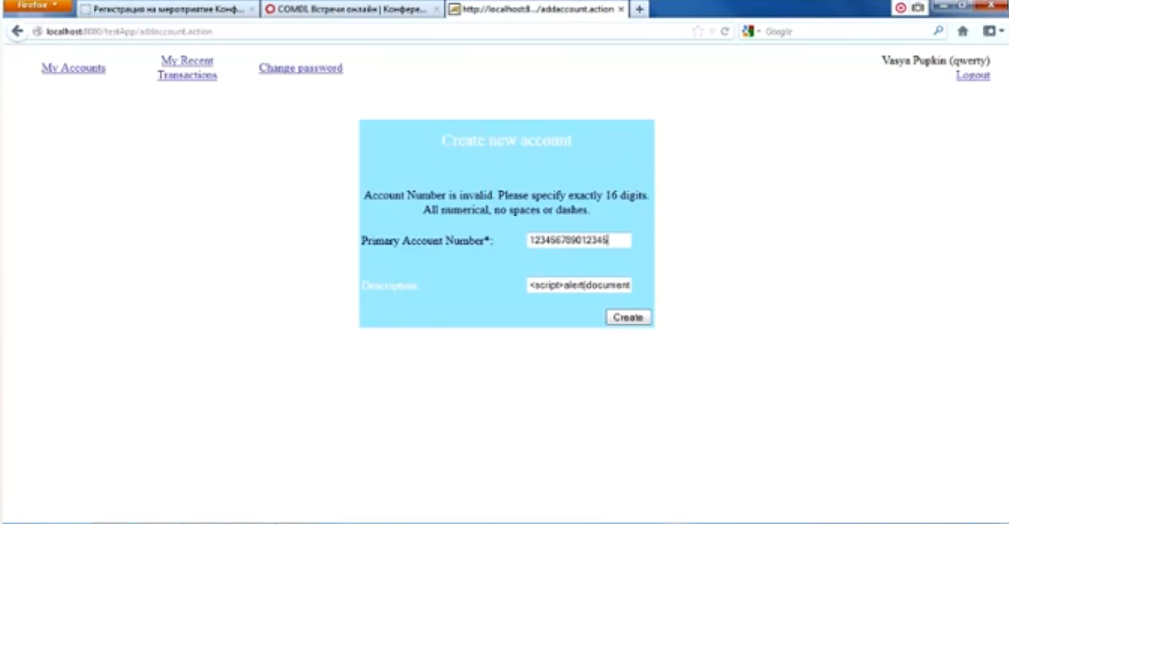 Firefox
Регистрация на мероприятие Конф...
COMDI. Встречи онлайн | Конфере...
http://localhost:8.../addaccount.action
localhost:8080/testApp/addaccount.action
Google
My Accounts
My Recent
Transactions
Change password
Vasya Pupkin (qwerty)
Logout
Create new account
Account Number is invalid. Please specify exactly 16 digits.
All numerical, no spaces or dashes.
Primary Account Number*:
123456789012345
Description
<script>alert(document
Create